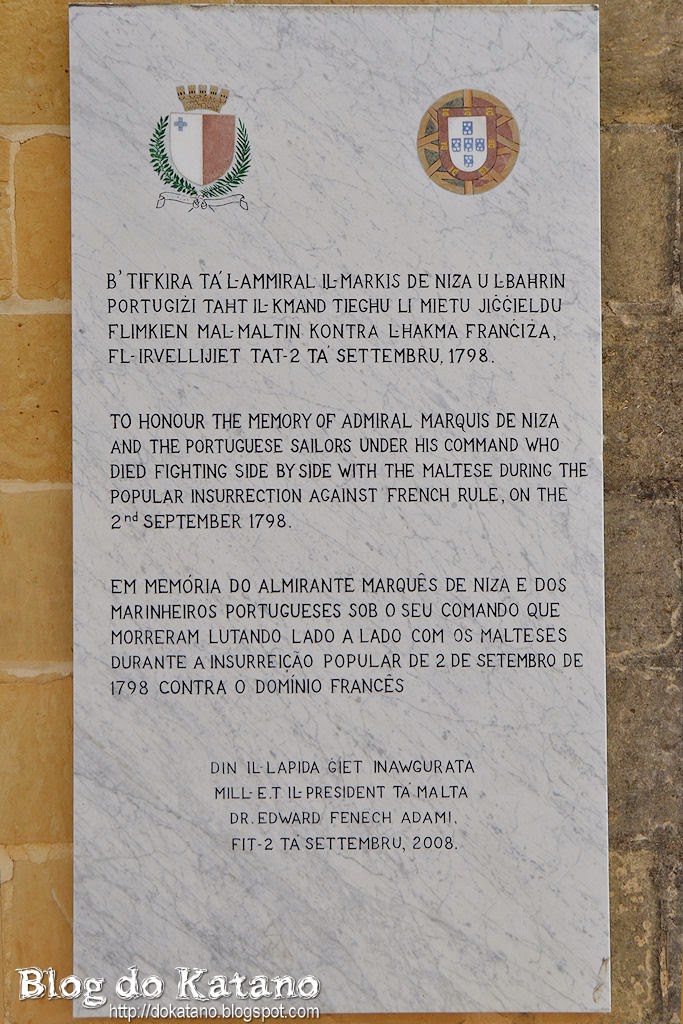 B' TIFKIRA TA' L-AMMIRAL IL-MARKIS DE NIZA U L-BAHRIN
PORTUGIŻI TAHT IL-KMAND TIEGHU LI MIETU JIĠĠIELDU
FLIMKIEN MAL-MALTIN KONTRA L-HAKMA FRANĊIŻA,
FL-IRVELLIJIET TAT-2 TA' SETTEMBRU, 1798.
TO HONOUR THE MEMORY OF ADMIRAL MARQUIS DE NIZA
AND THE PORTUGUESE SAILORS UNDER HIS COMMAND WHO
DIED FIGHTING SIDE BY SIDE WITH THE MALTESE DURING THE
POPULAR INSURRECTION AGAINST FRENCH RULE, ON THE
2nd SEPTEMBER 1798.
EM MEMÓRIA DO ALMIRANTE MARQUÊS DE NIZA E DOS
MARINHEIROS PORTUGUESES SOB O SEU COMANDO QUE
MORRERAM LUTANDO LADO A LADO COM OS MALTESES
DURANTE A INSURREIÇÃO POPULAR DE 2 DE SETEMBRO DE
1798 CONTRA O DOMÍNIO FRANCÊS
DIN IL-LAPIDA ĠIET INAWGURATA
MILL-E.T. IL-PRESIDENT TA' MALTA
DR. EDWARD FENECH ADAMI,
FIT-2 TA' SETTEMBRU, 2008.
Blog do Katano
http://dokatano.blogspot.com